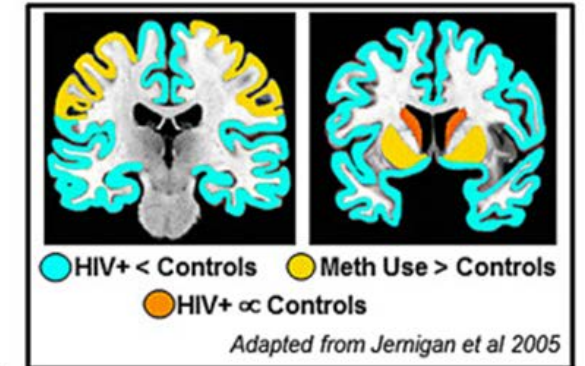 HIV+ < Controls Meth Use > Controls
HIV+ ∝ Controls
Adapted from Jernigan et al 2005